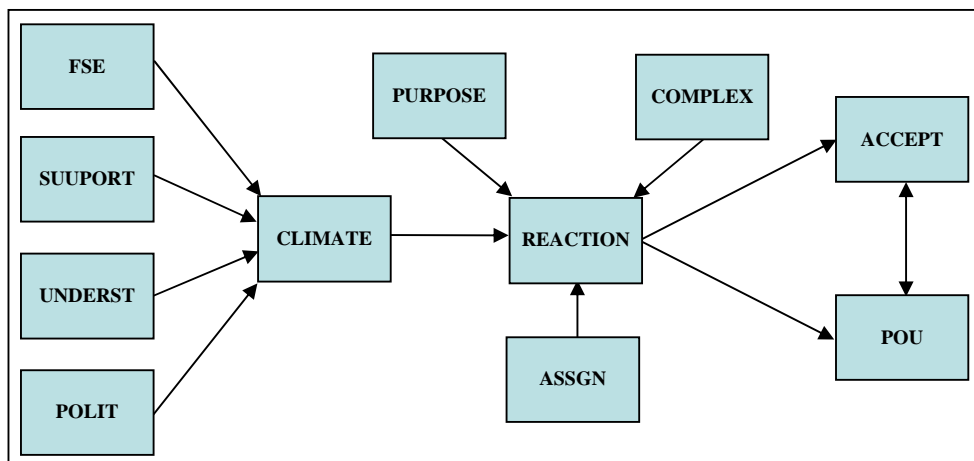 FSE
SUUPORT
UNDERST
POLIT
CLIMATE
PURPOSE
COMPLEX
REACTION
ASSGN
ACCEPT
POU